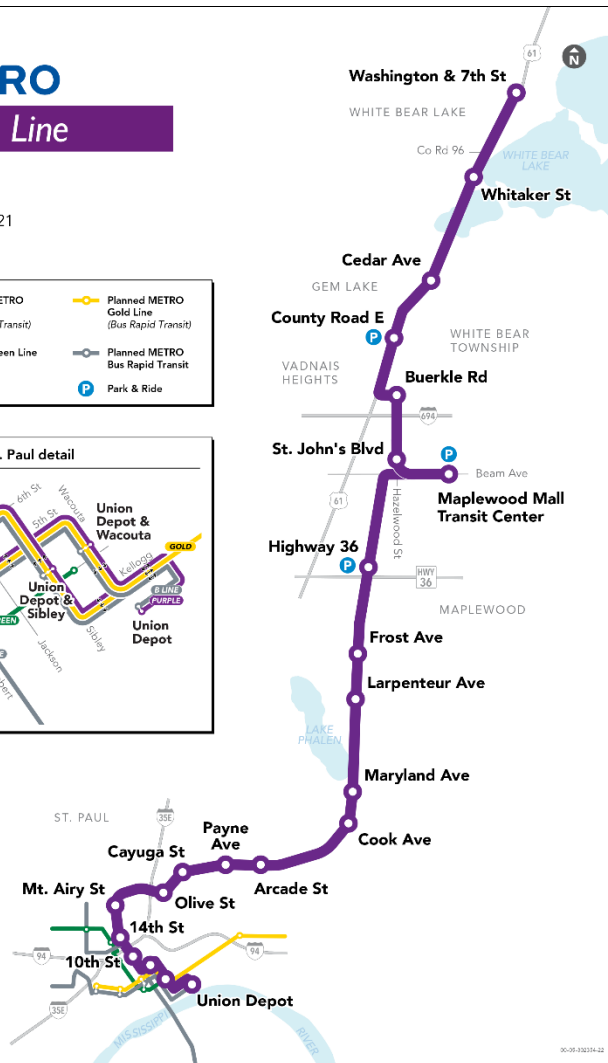 RO
Line
21
61
N
Washington & 7th St
WHITE BEAR LAKE
Co Rd 96
WHITE BEAR
LAKE
Whitaker St
Cedar Ave
GEM LAKE
County Road E
P
WHITE BEAR
TOWNSHIP
VADNAIS
HEIGHTS
Buerkle Rd
694
St. John's Blvd
P
Beam Ave
Maplewood Mall
Transit Center
61
Hazelwood St
Highway 36
P
HWY
36
MAPLEWOOD
Frost Ave
Larpenteur Ave
LAKE
PHALEN
Maryland Ave
Cook Ave
ST. PAUL
35E
Payne
Ave
Cayuga St
Arcade St
Mt. Airy St
Olive St
14th St
10th St
94
94
35E
Union Depot
MISSISSIPPI
RIVER
ETRO
Transit)
een Line
Planned METRO
Gold Line
(Bus Rapid Transit)
Planned METRO
Bus Rapid Transit
P
Park & Ride
. Paul detail
6th St
5th St
Wacouta
Union
Depot &
Wacouta
Kellogg
GOLD
B LINE
PURPLE
Union
Depot &
Sibley
REEN
Union
Depot
Sibley
Jackson
bert